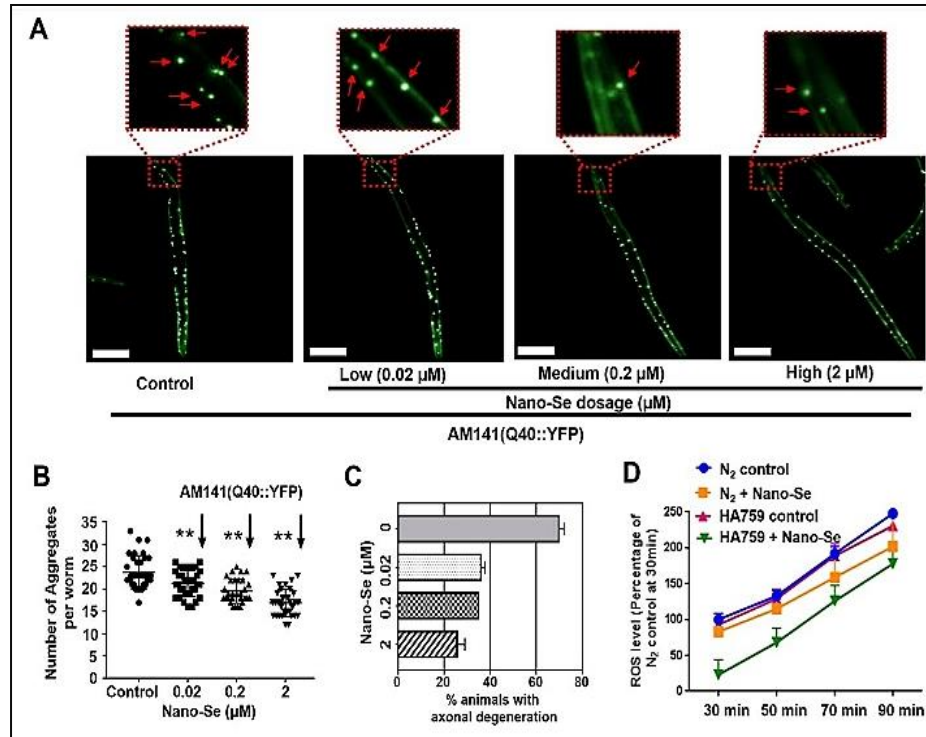 A
Control
Low (0.02 µM)
Medium (0.2 µM)
High (2 µM)
Nano-Se dosage (µM)
AM141(Q40::YFP)
B
AM141(Q40::YFP)
Number of Aggregates
per worm
35
30
25
20
15
10
5
0
** ** **
Control 0.02 0.2 2
Nano-Se (µM)
C
Nano-Se (µM)
0
0.02
0.2
2
0 20 40 60 80
% animals with
axonal degeneration
D
N2 control
N2 + Nano-Se
HA759 control
HA759 + Nano-Se
ROS level (Percentage of
N2 control at 30min)
250
200
150
100
50
0
30 min 50 min 70 min 90 min